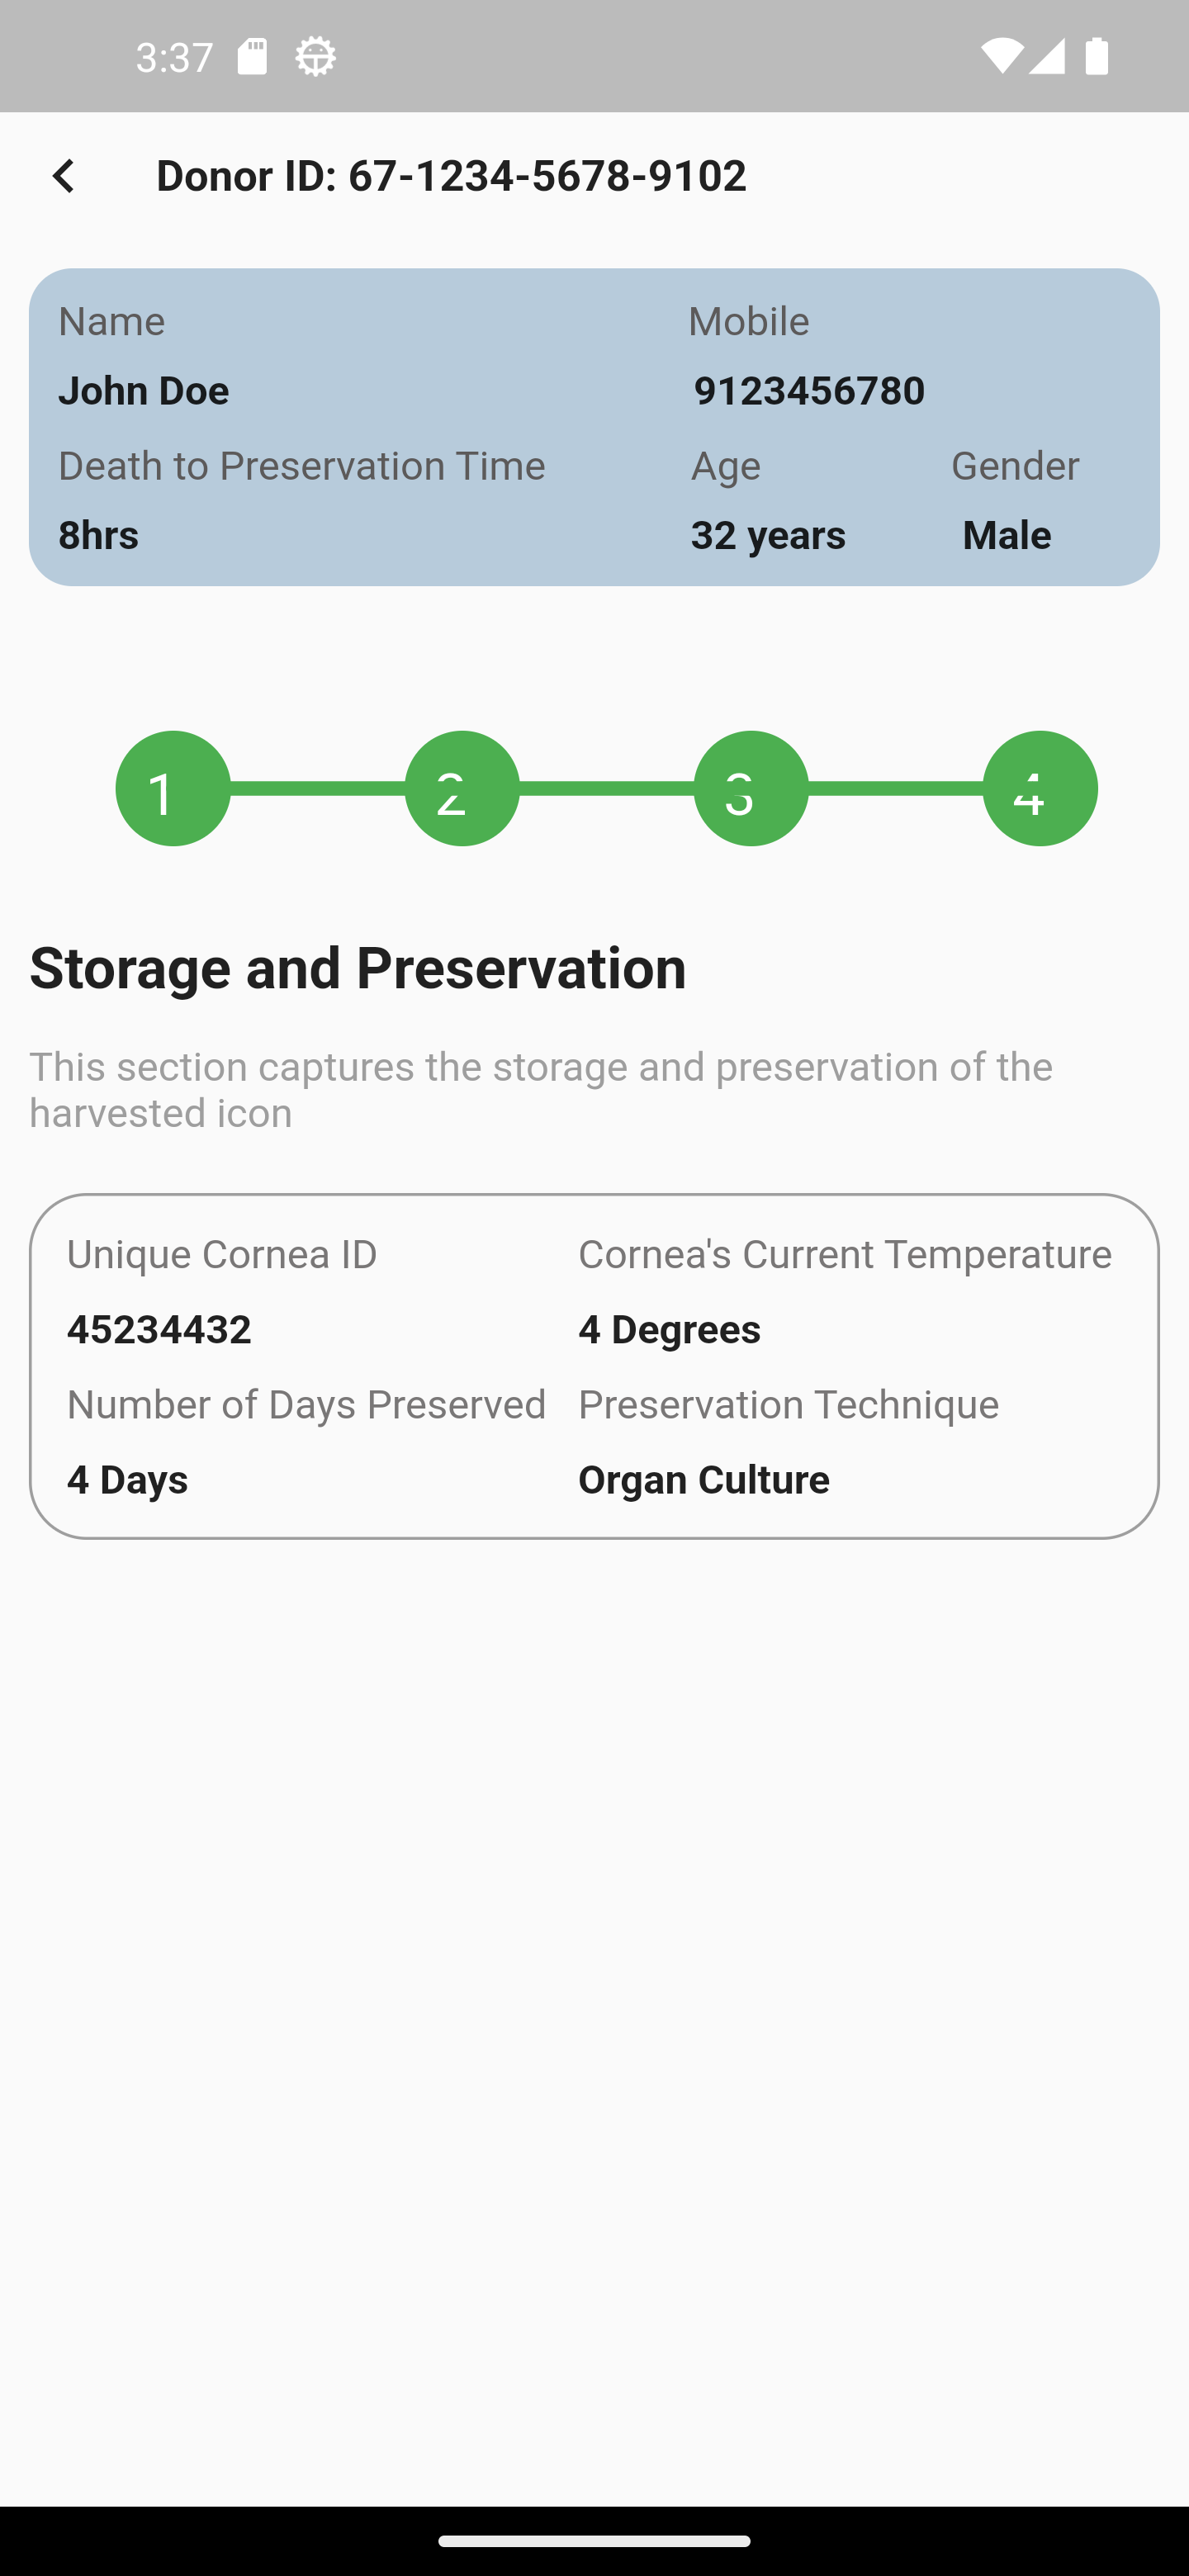 3:37
Donor ID: 67-1234-5678-9102
Name Mobile
John Doe 9123456780
Death to Preservation Time Age Gender
8hrs 32 years Male
1 2 3 4
Storage and Preservation
This section captures the storage and preservation of the
harvested icon
Unique Cornea ID Cornea's Current Temperature
45234432 4 Degrees
Number of Days Preserved Preservation Technique
4 Days Organ Culture